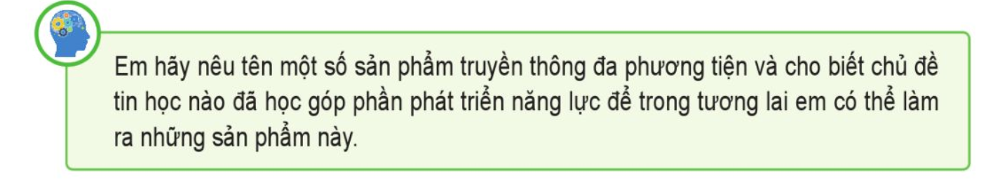 Em hãy nêu tên một số sản phẩm truyền thông đa phương tiện và cho biết chủ đề
tin học nào đã học góp phần phát triển năng lực để trong tương lai em có thể làm
ra những sản phẩm này.